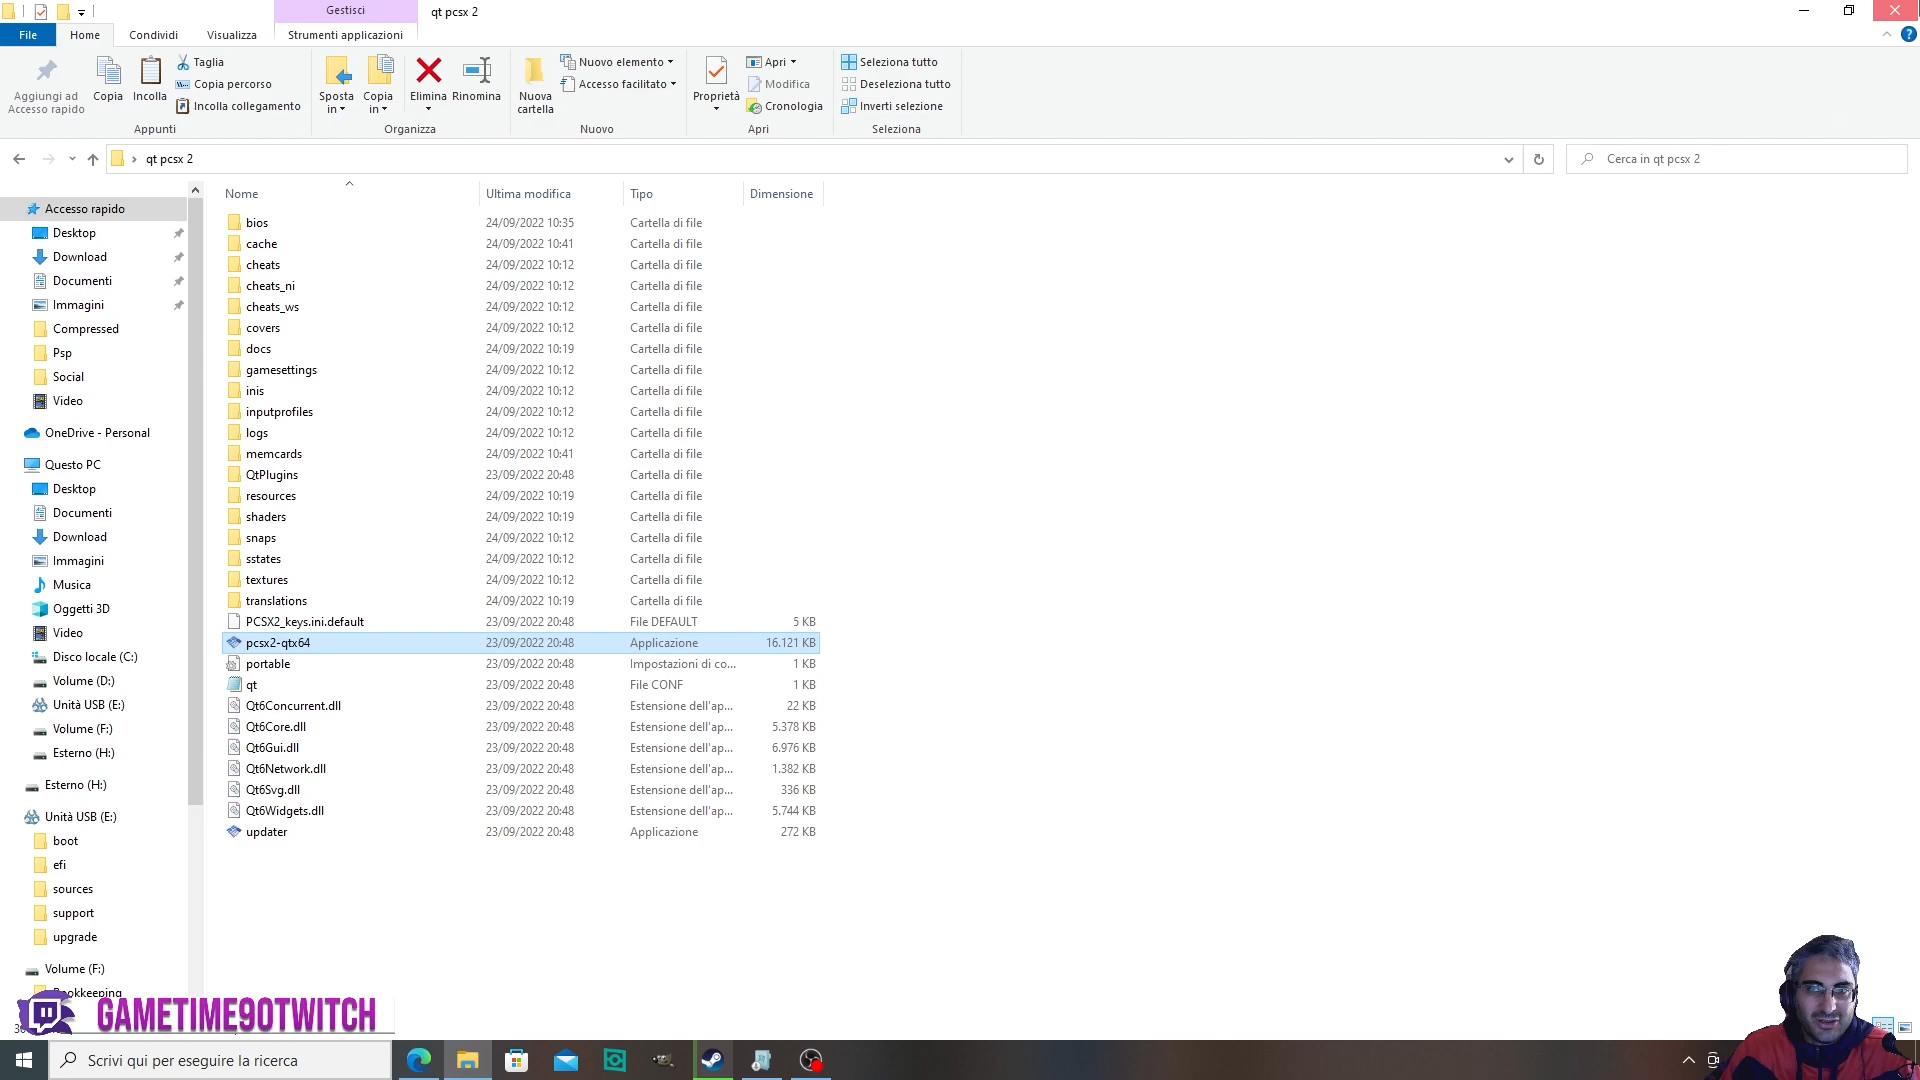 Gestisci
qt pcsx 2
File
Home
Condividi
Visualizza
Strumenti applicazioni
Aggiungi ad
Accesso rapido
Copia
Incolla
Taglia
Copia percorso
Incolla collegamento
Appunti
Sposta
in
Copia
in
Elimina
Rinomina
Organizza
Nuova
cartella
Nuovo elemento
Accesso facilitato
Nuovo
Proprietà
Apri
Modifica
Cronologia
Apri
Seleziona tutto
Deseleziona tutto
Inverti selezione
Seleziona
qt pcsx 2
Cerca in qt pcsx 2
Accesso rapido
Desktop
Download
Documenti
Immagini
Compressed
Psp
Social
Video
OneDrive - Personal
Questo PC
Desktop
Documenti
Download
Immagini
Musica
Oggetti 3D
Video
Disco locale (C:)
Volume (D:)
Unità USB (E:)
Volume (F:)
Esterno (H:)
Esterno (H:)
Unità USB (E:)
boot
efi
sources
support
upgrade
Volume (F:)
Nome Ultima modifica Tipo Dimensione
bios 24/09/2022 10:35 Cartella di file
cache 24/09/2022 10:41 Cartella di file
cheats 24/09/2022 10:12 Cartella di file
cheats_ni 24/09/2022 10:12 Cartella di file
cheats_ws 24/09/2022 10:12 Cartella di file
covers 24/09/2022 10:12 Cartella di file
docs 24/09/2022 10:19 Cartella di file
gamesettings 24/09/2022 10:12 Cartella di file
inis 24/09/2022 10:12 Cartella di file
inputprofiles 24/09/2022 10:12 Cartella di file
logs 24/09/2022 10:12 Cartella di file
memcards 24/09/2022 10:41 Cartella di file
QtPlugins 23/09/2022 20:48 Cartella di file
resources 24/09/2022 10:19 Cartella di file
shaders 24/09/2022 10:19 Cartella di file
snaps 24/09/2022 10:12 Cartella di file
sstates 24/09/2022 10:12 Cartella di file
textures 24/09/2022 10:12 Cartella di file
translations 24/09/2022 10:19 Cartella di file
PCSX2_keys.ini.default 23/09/2022 20:48 File DEFAULT 5 KB
pcsx2-qtx64 23/09/2022 20:48 Applicazione 16.121 KB
portable 23/09/2022 20:48 Impostazioni di co... 1 KB
qt 23/09/2022 20:48 File CONF 1 KB
Qt6Concurrent.dll 23/09/2022 20:48 Estensione dell'ap... 22 KB
Qt6Core.dll 23/09/2022 20:48 Estensione dell'ap... 5.378 KB
Qt6Gui.dll 23/09/2022 20:48 Estensione dell'ap... 6.976 KB
Qt6Network.dll 23/09/2022 20:48 Estensione dell'ap... 1.382 KB
Qt6Svg.dll 23/09/2022 20:48 Estensione dell'ap... 336 KB
Qt6Widgets.dll 23/09/2022 20:48 Estensione dell'ap... 5.744 KB
updater 23/09/2022 20:48 Applicazione 272 KB
GAMETIME90TWITCH
Scrivi qui per eseguire la ricerca